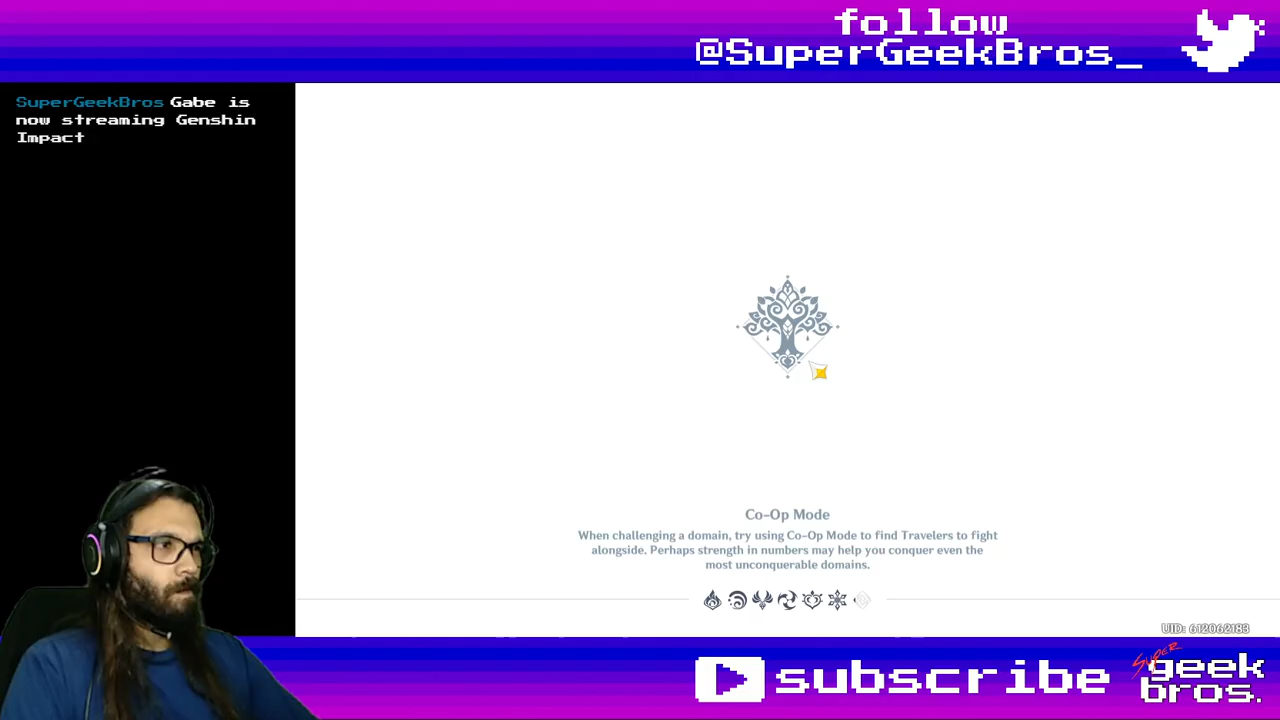 follow
@SuperGeekBros_
SuperGeekBros Gabe is
now streaming Genshin
Impact
Co-Op Mode
When challenging a domain, try using Co-Op Mode to find Travelers to fight
alongside. Perhaps strength in numbers may help you conquer even the
most unconquerable domains.
UID: 612062183
subscribe
SUPER
geek
bros.